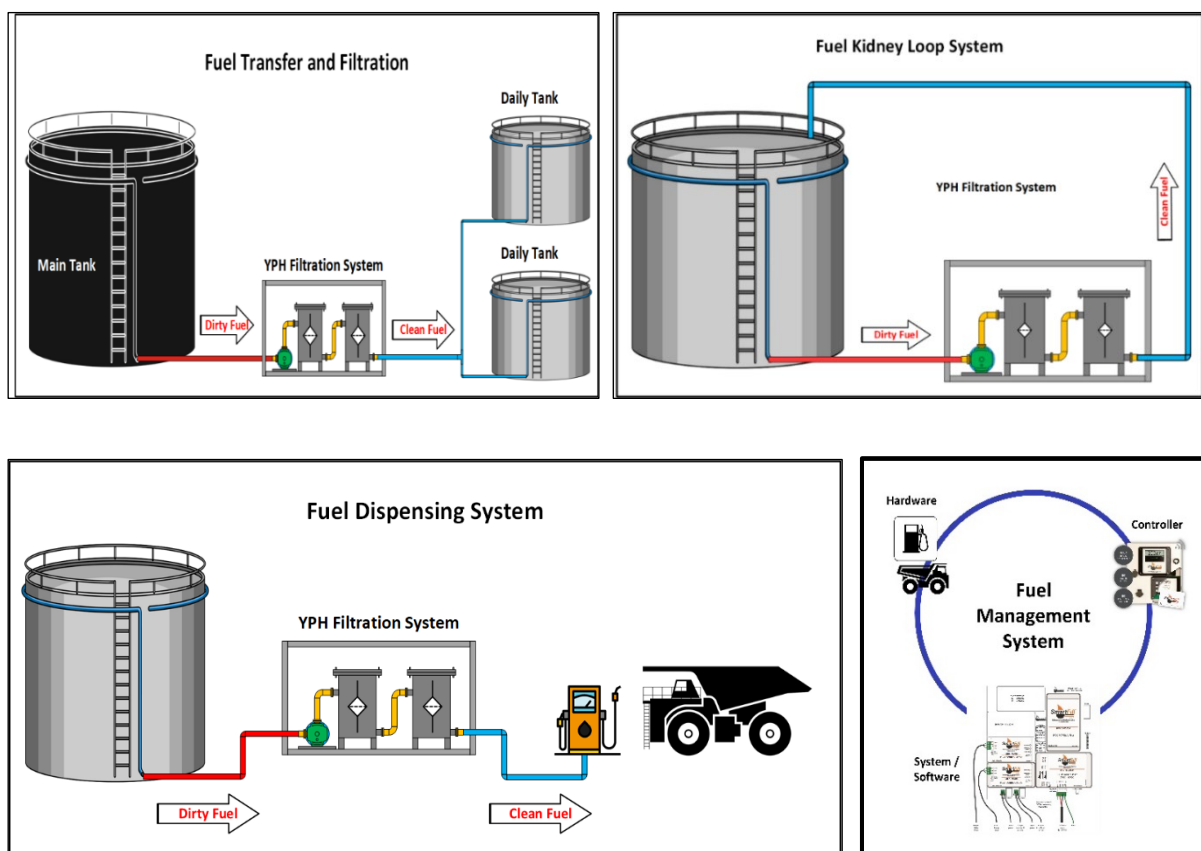 Fuel Transfer and Filtration
Daily Tank
Main Tank
YPH Filtration System
Daily Tank
Dirty Fuel
Clean Fuel
Fuel Kidney Loop System
YPH Filtration System
Clean Fuel
Dirty Fuel
Fuel Dispensing System
YPH Filtration System
Dirty Fuel
Clean Fuel
Hardware
Controller
Fuel
Management
System
System /
Software